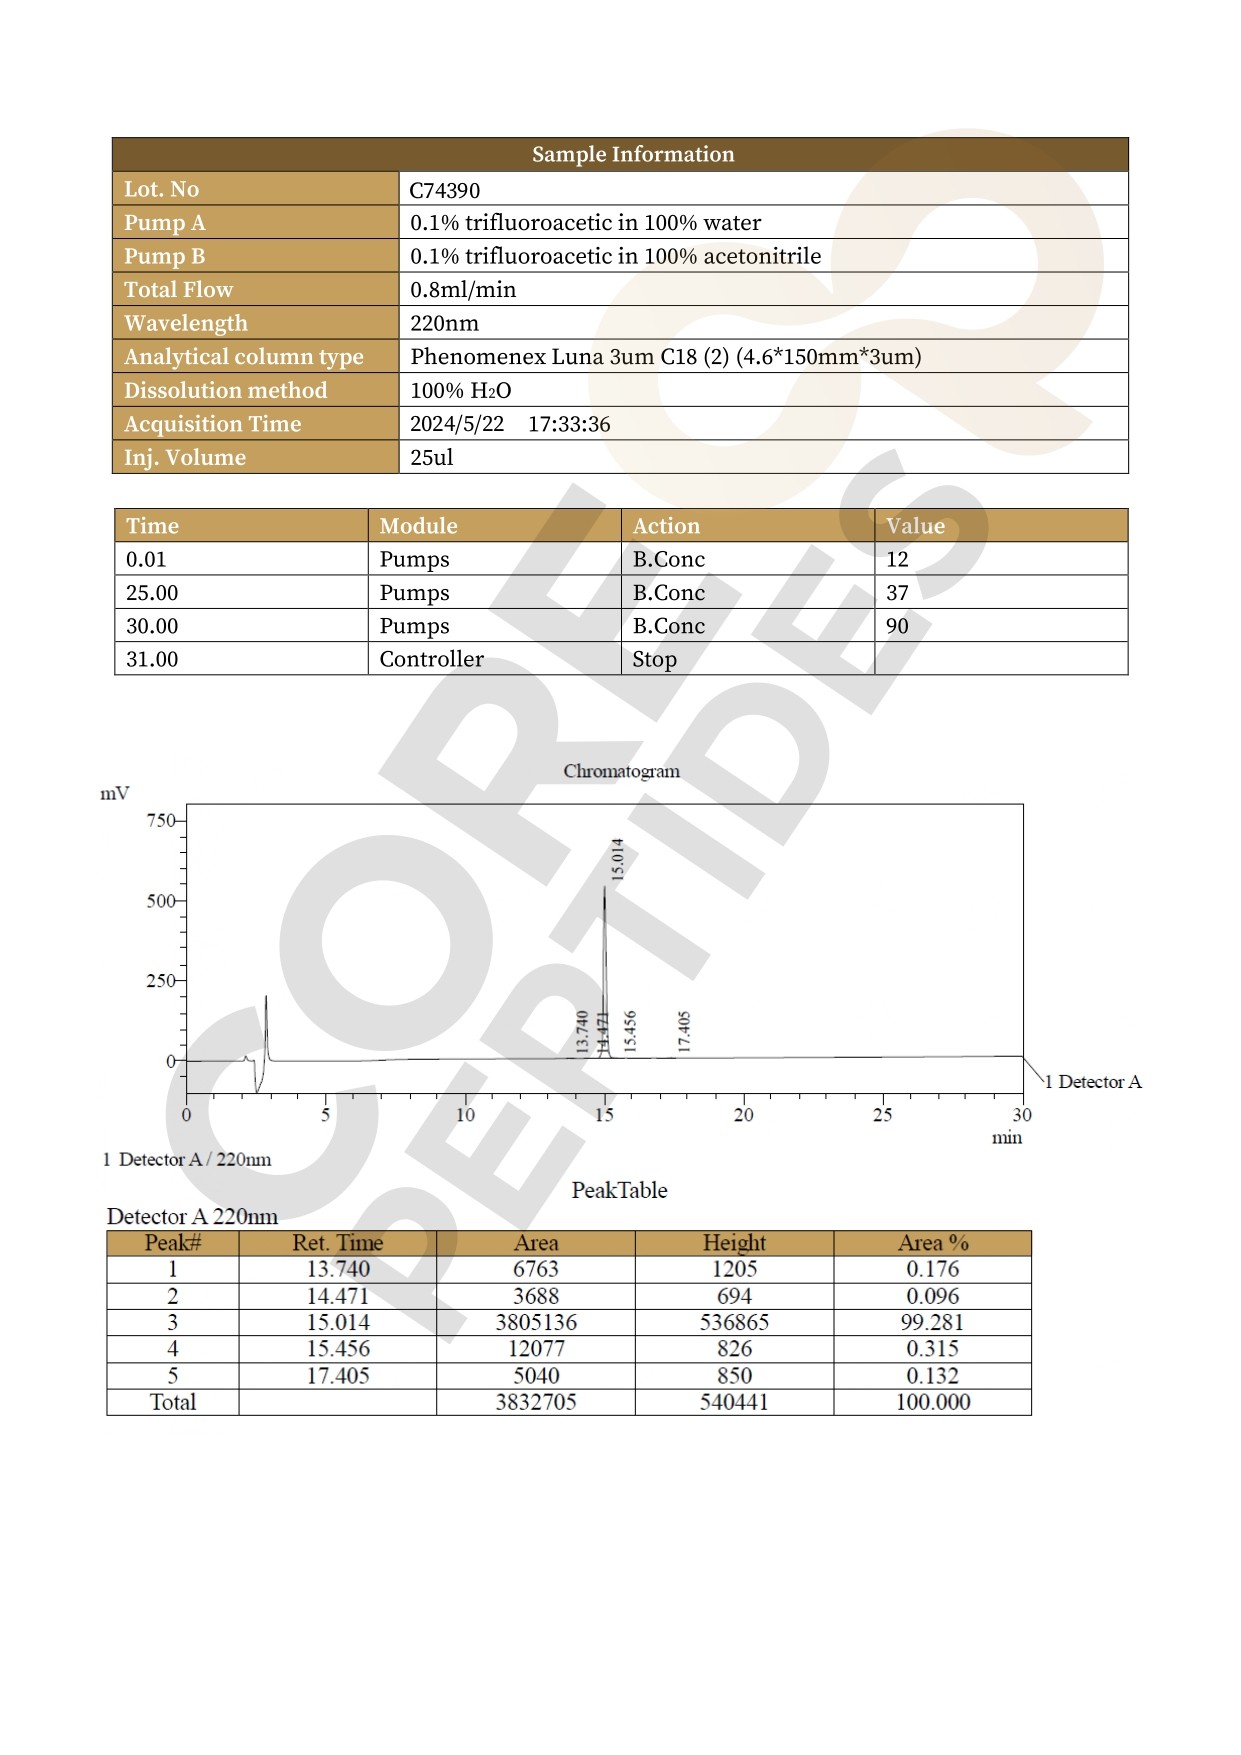 Sample Information
Lot. No C74390
Pump A 0.1% trifluoroacetic in 100% water
Pump B 0.1% trifluoroacetic in 100% acetonitrile
Total Flow 0.8ml/min
Wavelength 220nm
Analytical column type Phenomenex Luna 3um C18 (2) (4.6*150mm*3um)
Dissolution method 100% H₂O
Acquisition Time 2024/5/22 17:33:36
Inj. Volume 25ul
Time Module Action Value
0.01 Pumps B.Conc 12
25.00 Pumps B.Conc 37
30.00 Pumps B.Conc 90
31.00 Controller Stop
CORE
PEPTIDES
Chromatogram
mV
750
500
250
0
15.014
13.740
14.471
15.456
17.405
1 Detector A
0 5 10 15 20 25 30
min
1 Detector A / 220nm
PeakTable
Detector A 220nm
Peak# Ret. Time Area Height Area %
1 13.740 6763 1205 0.176
2 14.471 3688 694 0.096
3 15.014 3805136 536865 99.281
4 15.456 12077 826 0.315
5 17.405 5040 850 0.132
Total 3832705 540441 100.000